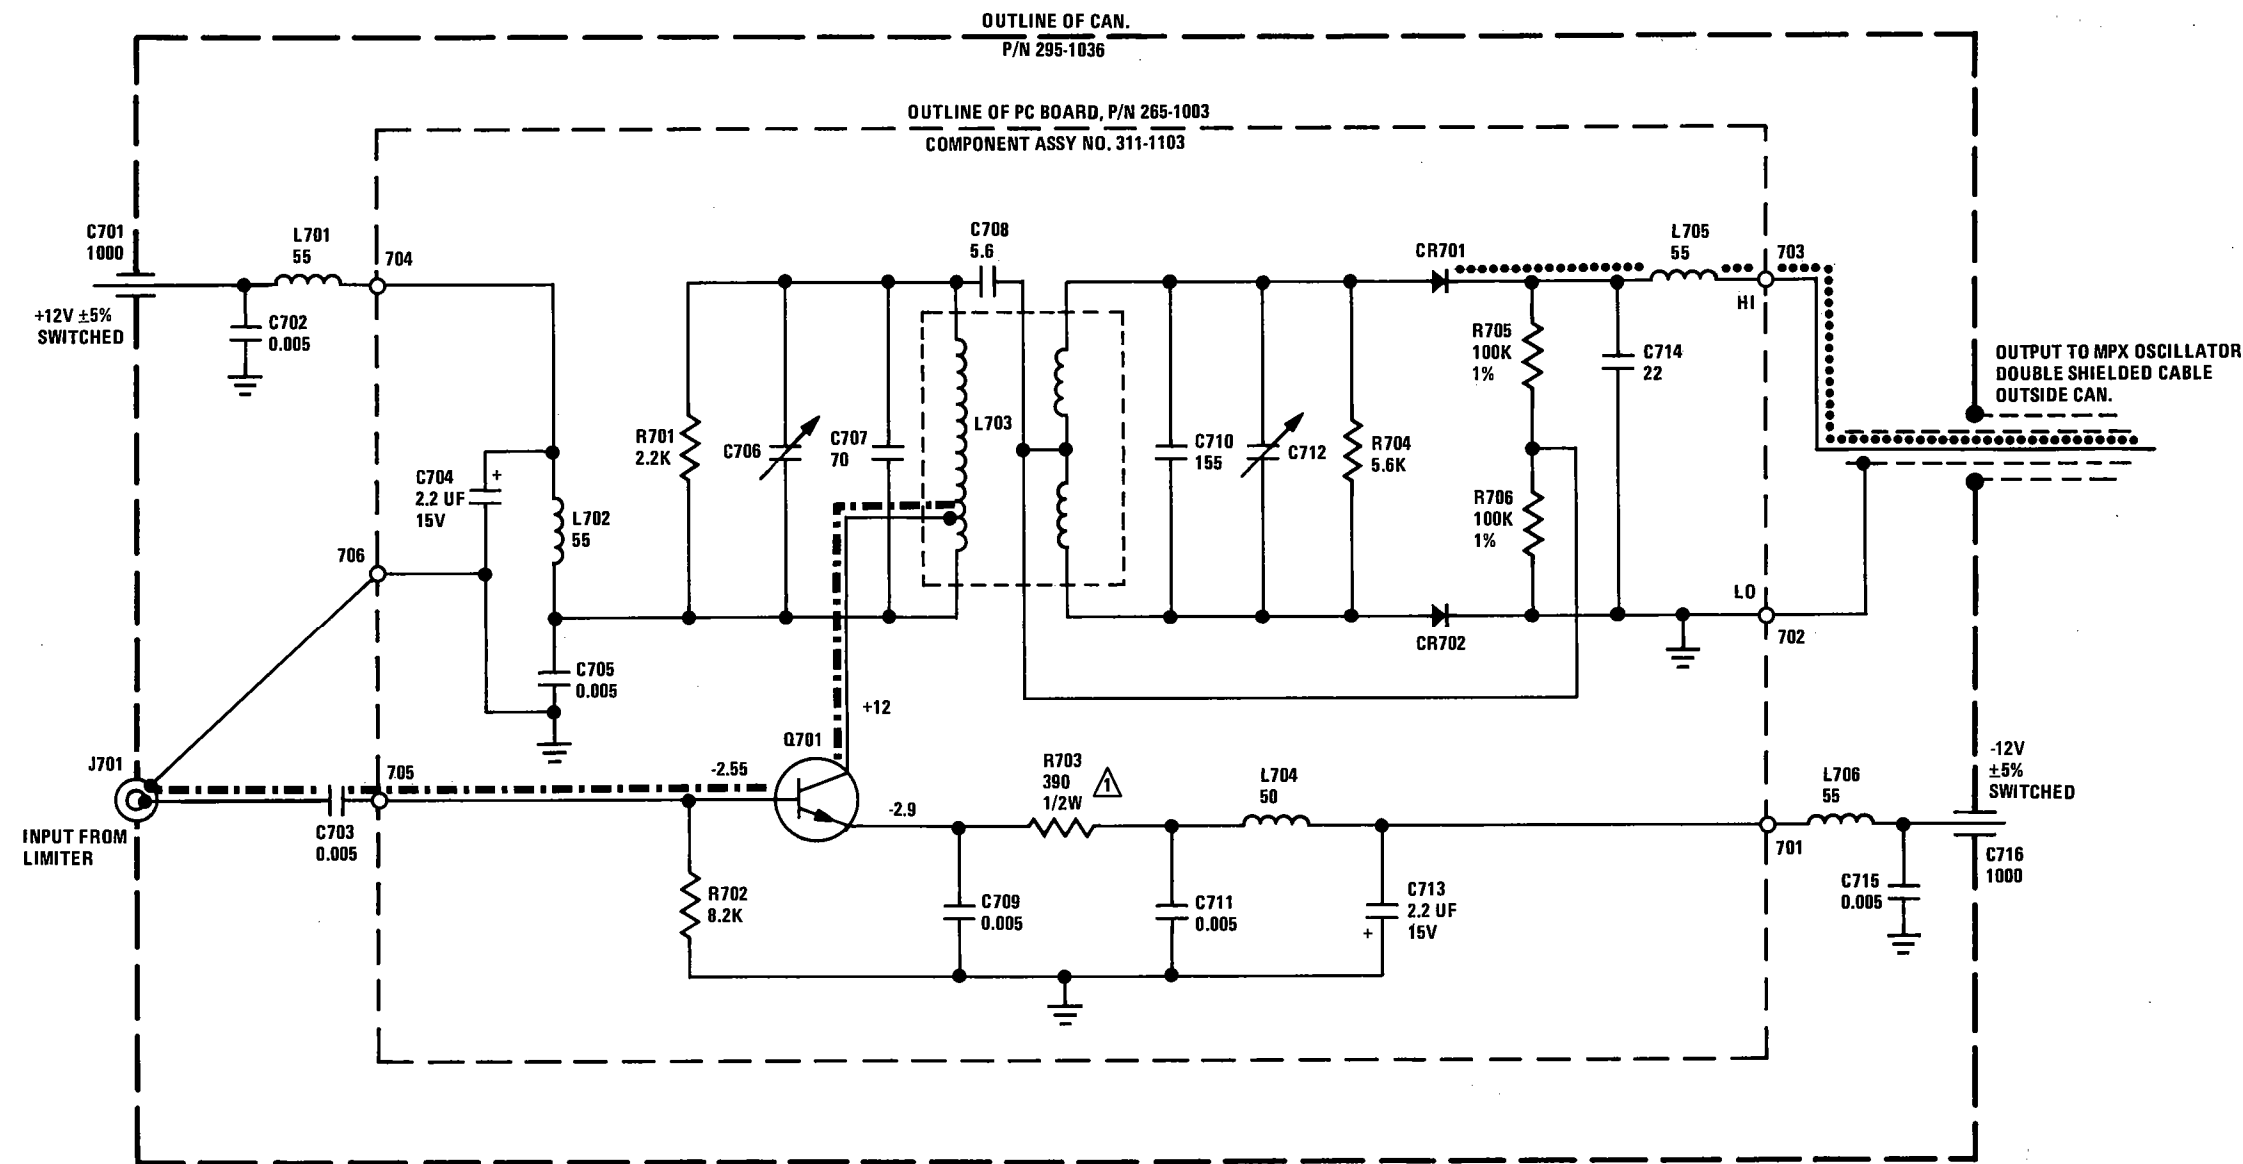 OUTLINE OF CAN.
P/N 295-1036
OUTLINE OF PC BOARD, P/N 265-1003
COMPONENT ASSY NO. 311-1103
C701
1000
+12V ±5%
SWITCHED
L701
55
704
C702
0.005
C704
2.2 UF
15V
+
L702
55
706
C705
0.005
R701
2.2K
C706
C707
70
C708
5.6
L703
C710
155
C712
R704
5.6K
CR701
CR702
R705
100K
1%
R706
100K
1%
C714
22
L705
55
703
HI
LO
702
OUTPUT TO MPX OSCILLATOR
DOUBLE SHIELDED CABLE
OUTSIDE CAN.
J701
INPUT FROM
LIMITER
C703
0.005
705
-2.55
Q701
+12
-2.9
R702
8.2K
R703
390
1/2W
1
L704
50
C709
0.005
C711
0.005
C713
2.2 UF
15V
+
701
L706
55
C715
0.005
-12V
±5%
SWITCHED
C716
1000